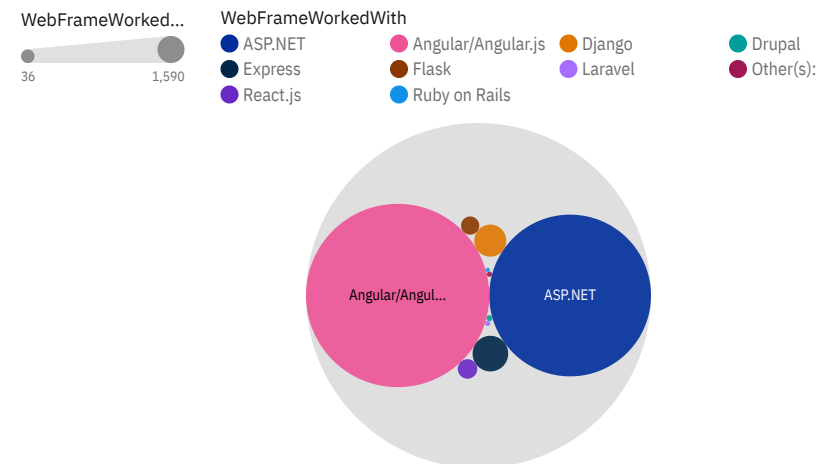 WebFrameWorked...
36
1,590
WebFrameWorkedWith
ASP.NET
Angular/Angular.js
Django
Drupal
Express
Flask
Laravel
Other(s):
React.js
Ruby on Rails
Angular/Angul...
ASP.NET